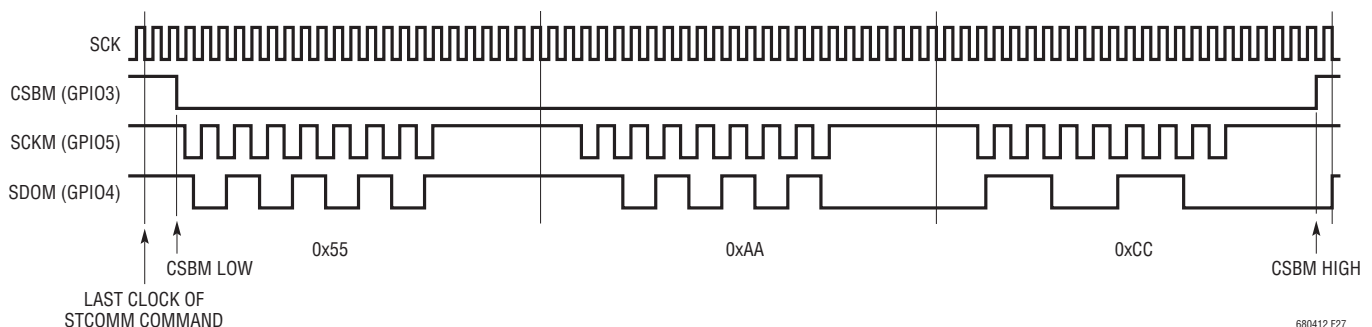 SCK
CSBM (GPIO3)
SCKM (GPIO5)
SDOM (GPIO4)
0x55
0xAA
0xCC
CSBM LOW
CSBM HIGH
LAST CLOCK OF
STCOMM COMMAND
680412 F27